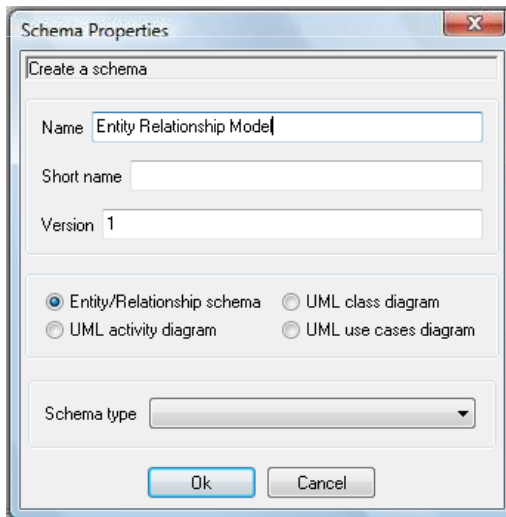 Schema Properties
Create a schema
Name Entity Relationship Model
Short name
Version 1
Entity/Relationship schema UML class diagram
UML activity diagram UML use cases diagram
Schema type
Ok Cancel